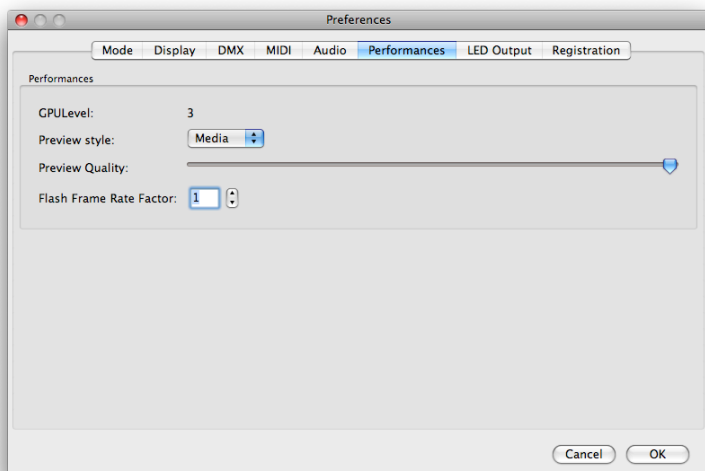 Preferences
Mode Display DMX MIDI Audio Performances LED Output Registration
Performances
GPULevel: 3
Preview style: Media
Preview Quality:
Flash Frame Rate Factor: 1
Cancel OK